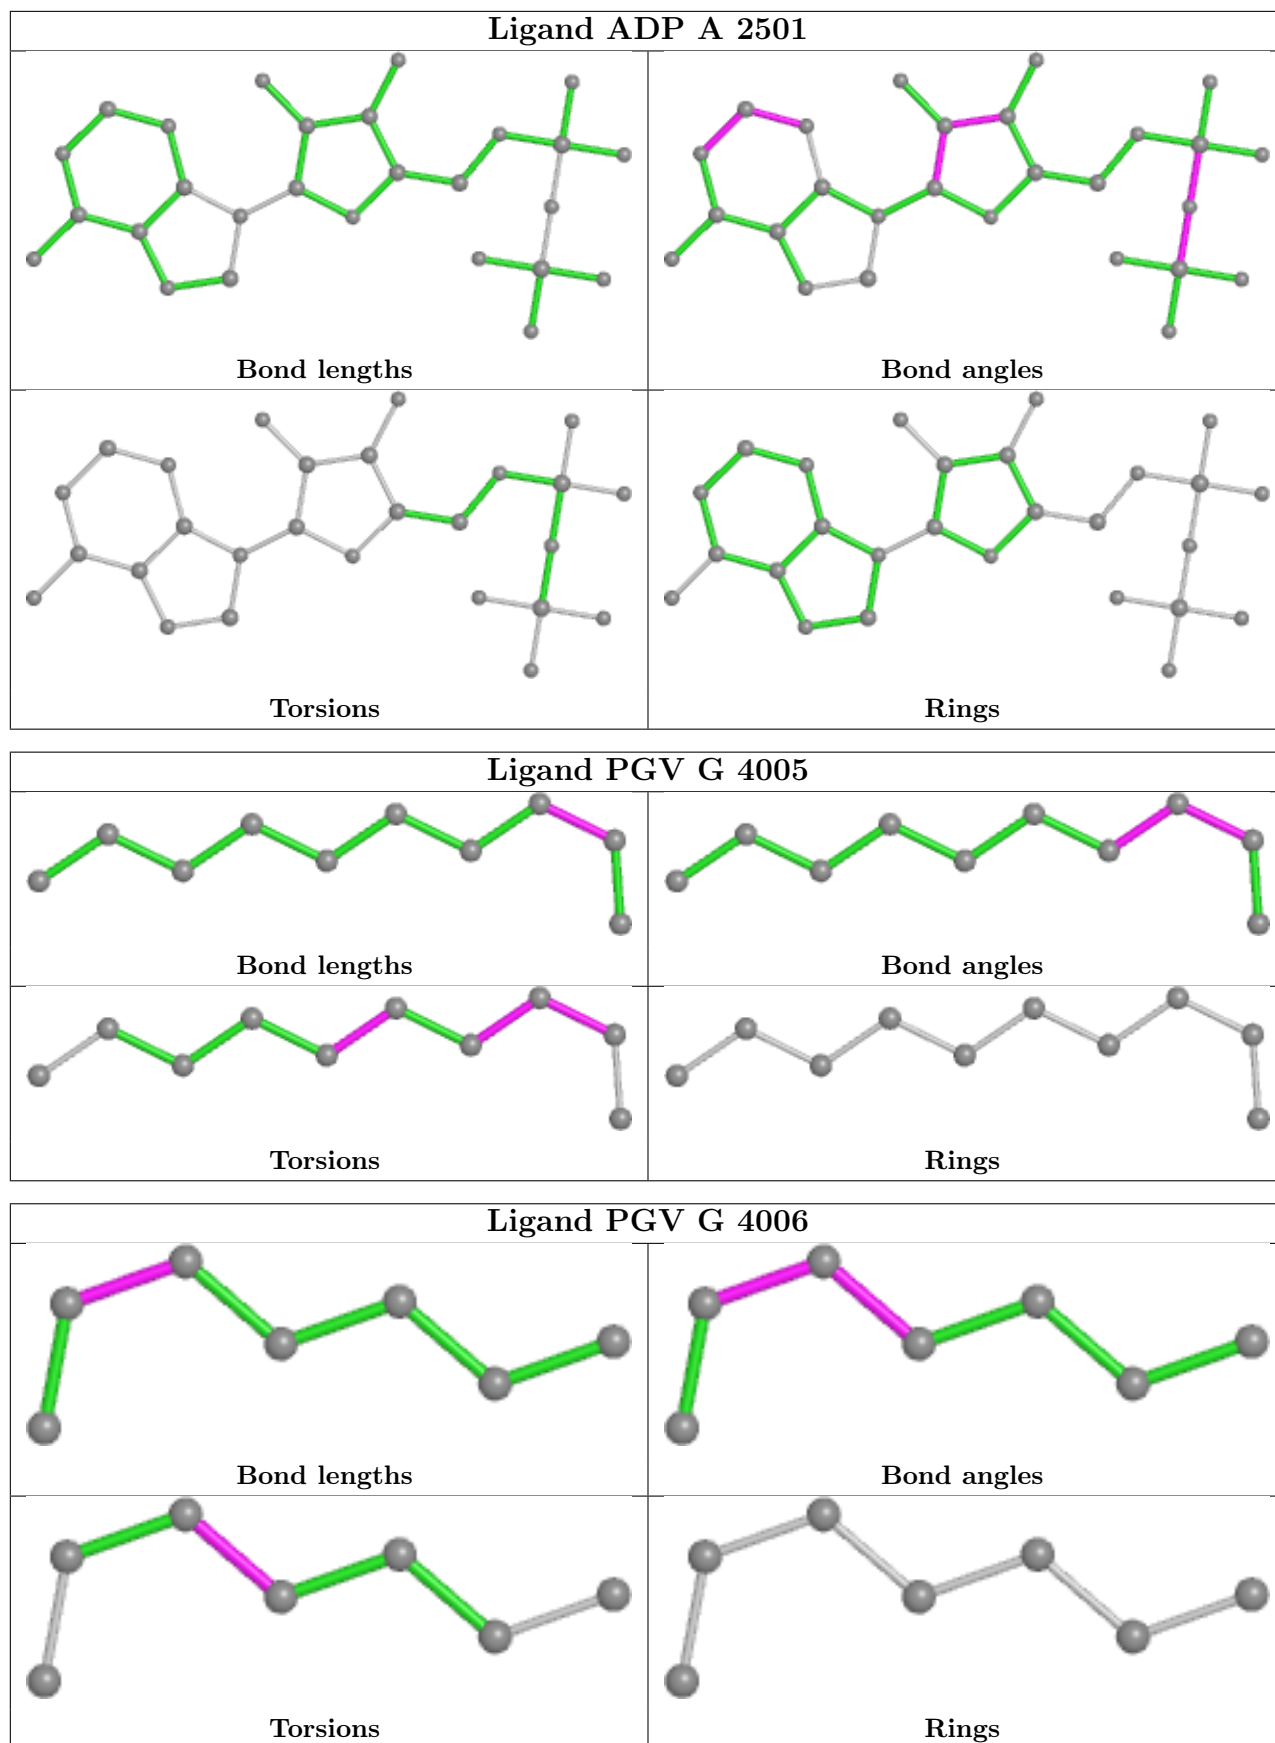 Ligand ADP A 2501
Bond lengths
Bond angles
Torsions
Rings
Ligand PGV G 4005
Bond lengths
Bond angles
Torsions
Rings
Ligand PGV G 4006
Bond lengths
Bond angles
Torsions
Rings